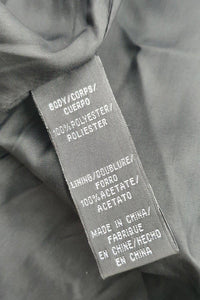 BODY/CORPS/
CUERPO
100%POLYESTER/
POLIESTER
LINING/DOUBLURE/
FORRO
100%ACETATE/
ACETATO
MADE IN CHINA/
FABRIQUE
EN CHINE/HECHO
EN CHINA